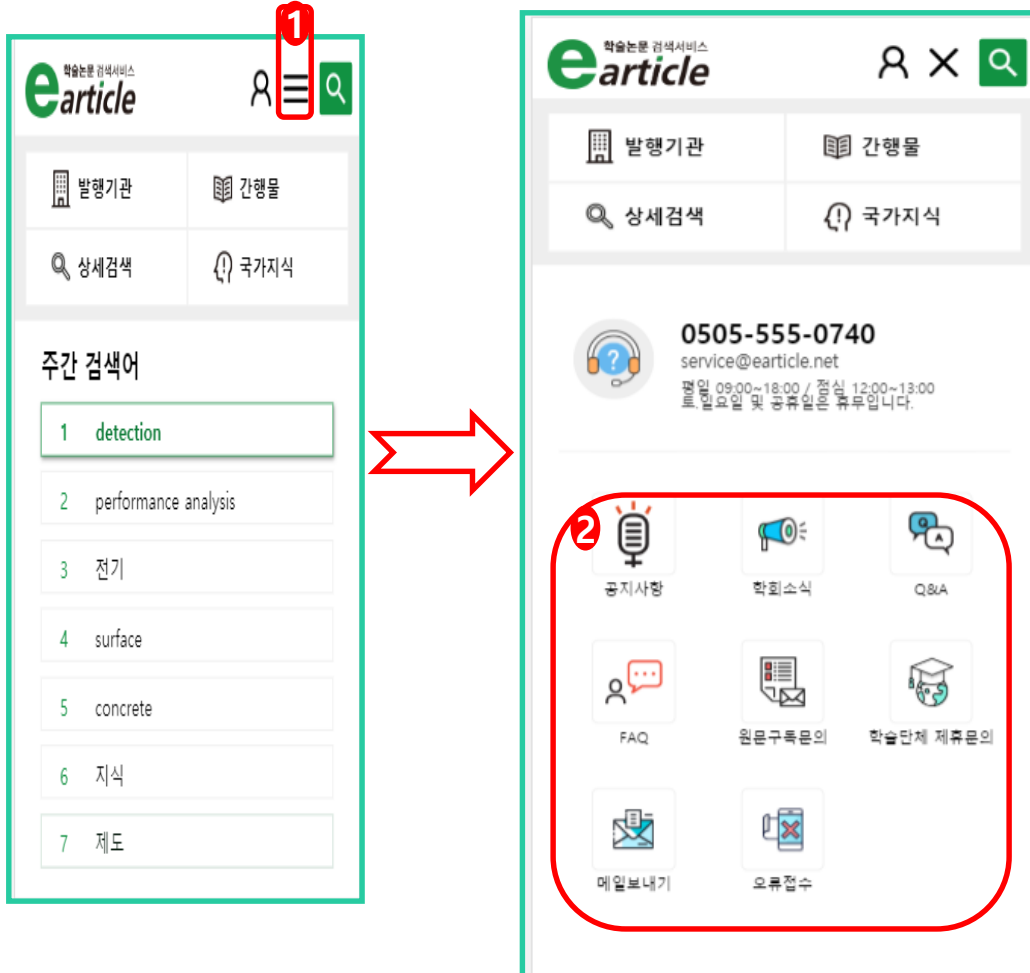 1
학술논문 검색서비스
earticle
발행기관
간행물
상세검색
국가지식
주간 검색어
1 detection
2 performance analysis
3 전기
4 surface
5 concrete
6 지식
7 제도
학술논문 검색서비스
earticle
발행기관
간행물
상세검색
국가지식
?
0505-555-0740
service@earticle.net
평일 09:00~18:00 / 점심 12:00~13:00
토.일요일 및 공휴일은 휴무입니다.
2
Q
A
공지사항
학회소식
Q&A
FAQ
원문구독문의
학술단체 제휴문의
메일보내기
오류접수